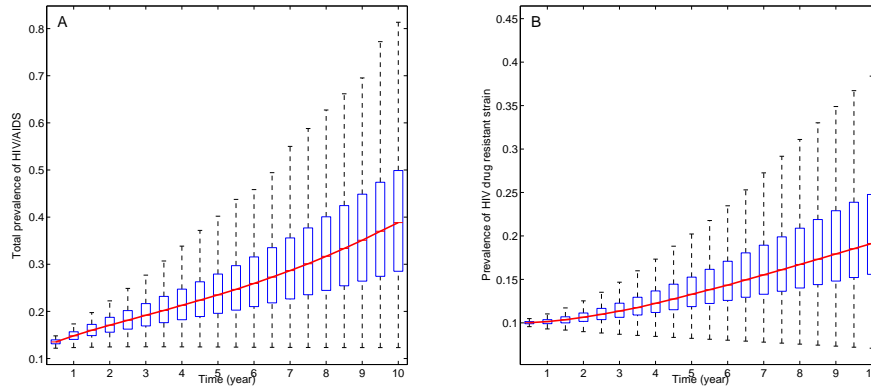 A
Total prevalence of HIV/AIDS
0.8
0.7
0.6
0.5
0.4
0.3
0.2
0.1
0 1 2 3 4 5 6 7 8 9 10
Time (year)
B
Prevalence of HIV drug resistant strain
0.45
0.4
0.35
0.3
0.25
0.2
0.15
0.1
0 1 2 3 4 5 6 7 8 9
Time (year)